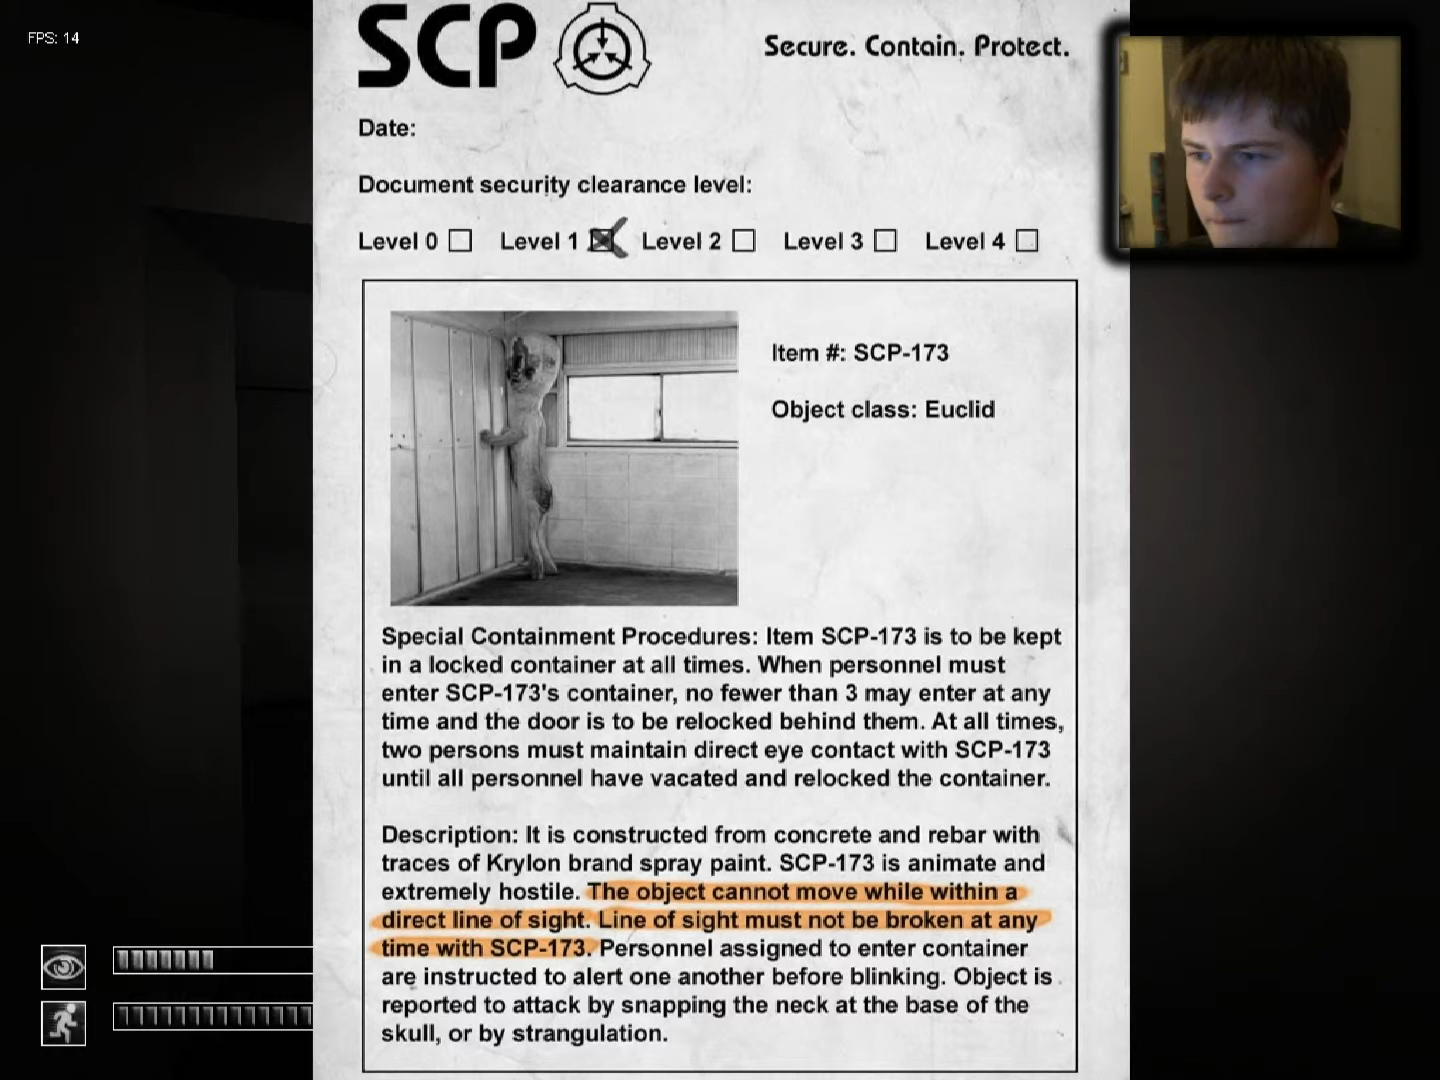 FPS: 14
SCP
Secure. Contain. Protect.
Date:
Document security clearance level:
Level 0 Level 1 Level 2 Level 3 Level 4
Item #: SCP-173
Object class: Euclid
Special Containment Procedures: Item SCP-173 is to be kept
in a locked container at all times. When personnel must
enter SCP-173's container, no fewer than 3 may enter at any
time and the door is to be relocked behind them. At all times,
two persons must maintain direct eye contact with SCP-173
until all personnel have vacated and relocked the container.
Description: It is constructed from concrete and rebar with
traces of Krylon brand spray paint. SCP-173 is animate and
extremely hostile. The object cannot move while within a
direct line of sight. Line of sight must not be broken at any
time with SCP-173. Personnel assigned to enter container
are instructed to alert one another before blinking. Object is
reported to attack by snapping the neck at the base of the
skull, or by strangulation.